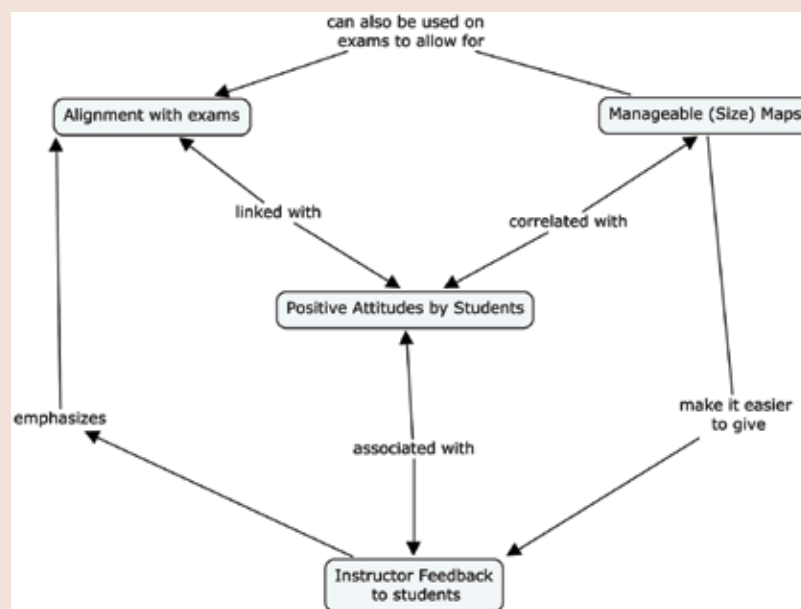 can also be used on
exams to allow for
Alignment with exams
Manageable (Size) Maps
linked with
correlated with
Positive Attitudes by Students
emphasizes
make it easier
to give
associated with
Instructor Feedback
to students